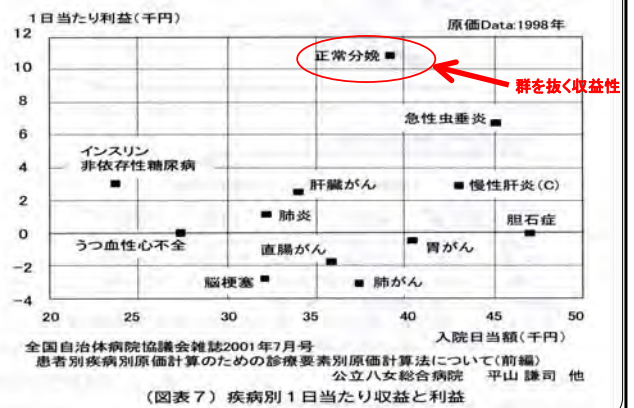 1日当たり利益(千円)
原価Data:1998年
12
10
8
6
4
2
0
-2
-4
正常分娩
群を抜く収益性
急性虫垂炎
インスリン
非依存性糖尿病
肝臓がん
慢性肝炎(C)
肺炎
胆石症
うつ血性心不全
直腸がん
胃がん
脳梗塞
肺がん
20 25 30 35 40 45 50
入院日当額(千円)
全国自治体病院協議会雑誌2001年7月号
患者別疾病別原価計算のための診療要素別原価計算法について(前編)
公立八女総合病院 平山 謙司 他
(図表7) 疾病別1日当たり収益と利益